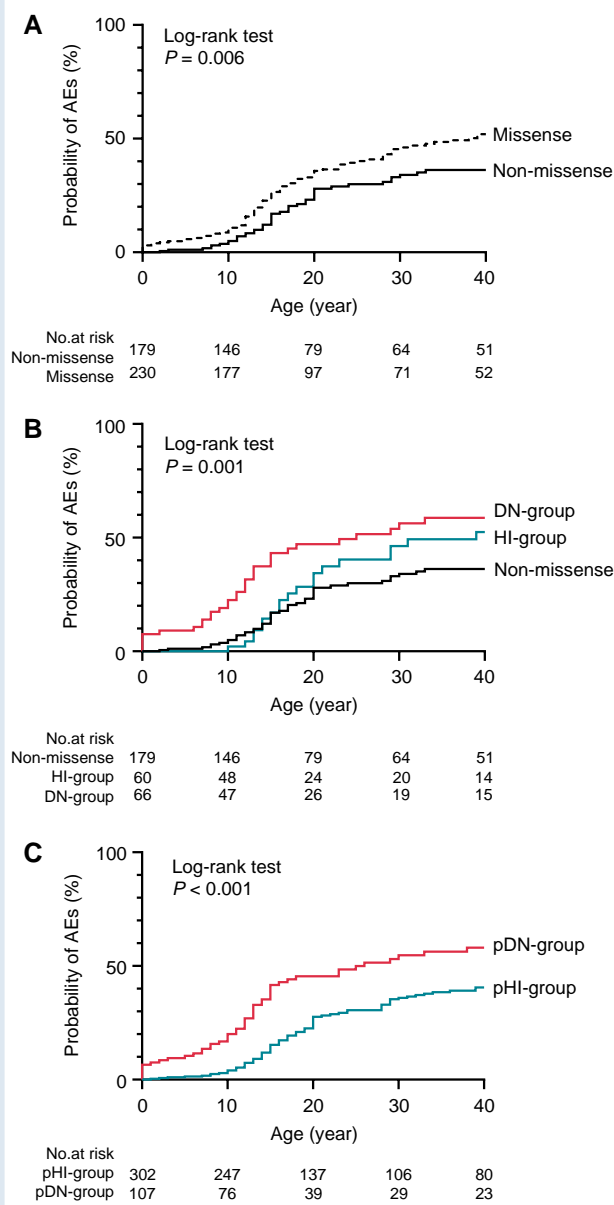 A
Log-rank test
P = 0.006
100
50
0
Probability of AEs (%)
Missense
Non-missense
0 10 20 30 40
Age (year)
No.at risk
Non-missense 179 146 79 64 51
Missense 230 177 97 71 52
B
Log-rank test
P = 0.001
100
50
0
Probability of AEs (%)
DN-group
HI-group
Non-missense
0 10 20 30 40
Age (year)
No.at risk
Non-missense 179 146 79 64 51
HI-group 60 48 24 20 14
DN-group 66 47 26 19 15
C
Log-rank test
P < 0.001
100
50
0
Probability of AEs (%)
pDN-group
pHI-group
0 10 20 30 40
Age (year)
No.at risk
pHI-group 302 247 137 106 80
pDN-group 107 76 39 29 23